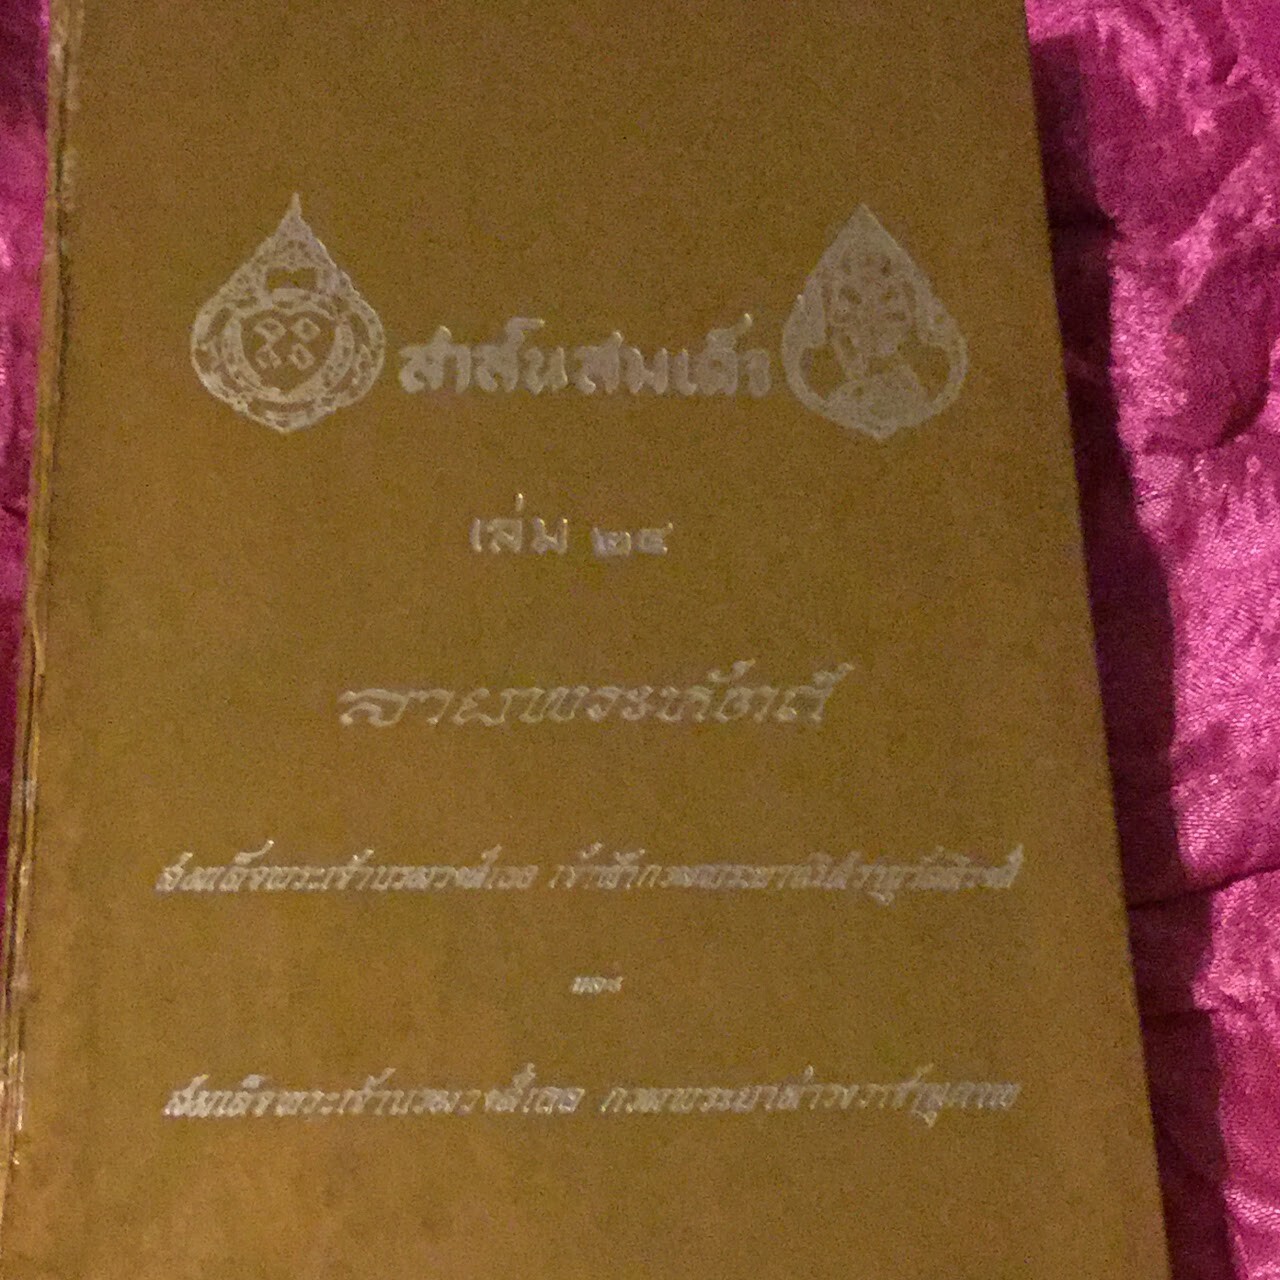 สาส์นสมเด็จ
เล่ม ๒๔
ลายพระหัตถ์
สมเด็จพระเจ้าบรมวงศ์เธอ เจ้าฟ้ากรมพระยานริศรานุวัดติวงศ์
และ
สมเด็จพระเจ้าบรมวงศ์เธอ กรมพระยาดำรงราชานุภาพ